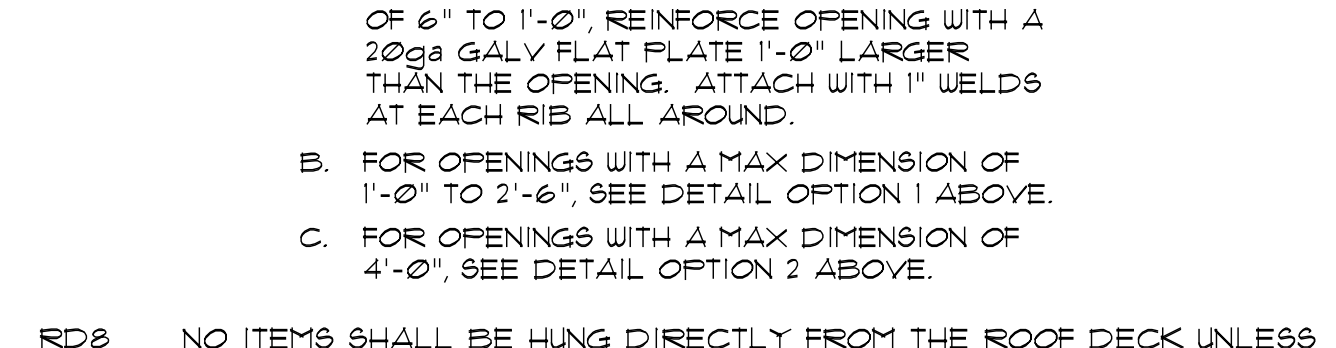 OF 6" TO 1'-0", REINFORCE OPENING WITH A
20ga GALV FLAT PLATE 1'-0" LARGER
THAN THE OPENING. ATTACH WITH 1" WELDS
AT EACH RIB ALL AROUND.
B. FOR OPENINGS WITH A MAX DIMENSION OF
1'-0" TO 2'-6", SEE DETAIL OPTION 1 ABOVE.
C. FOR OPENINGS WITH A MAX DIMENSION OF
4'-0", SEE DETAIL OPTION 2 ABOVE.
RD8 NO ITEMS SHALL BE HUNG DIRECTLY FROM THE ROOF DECK UNLESS